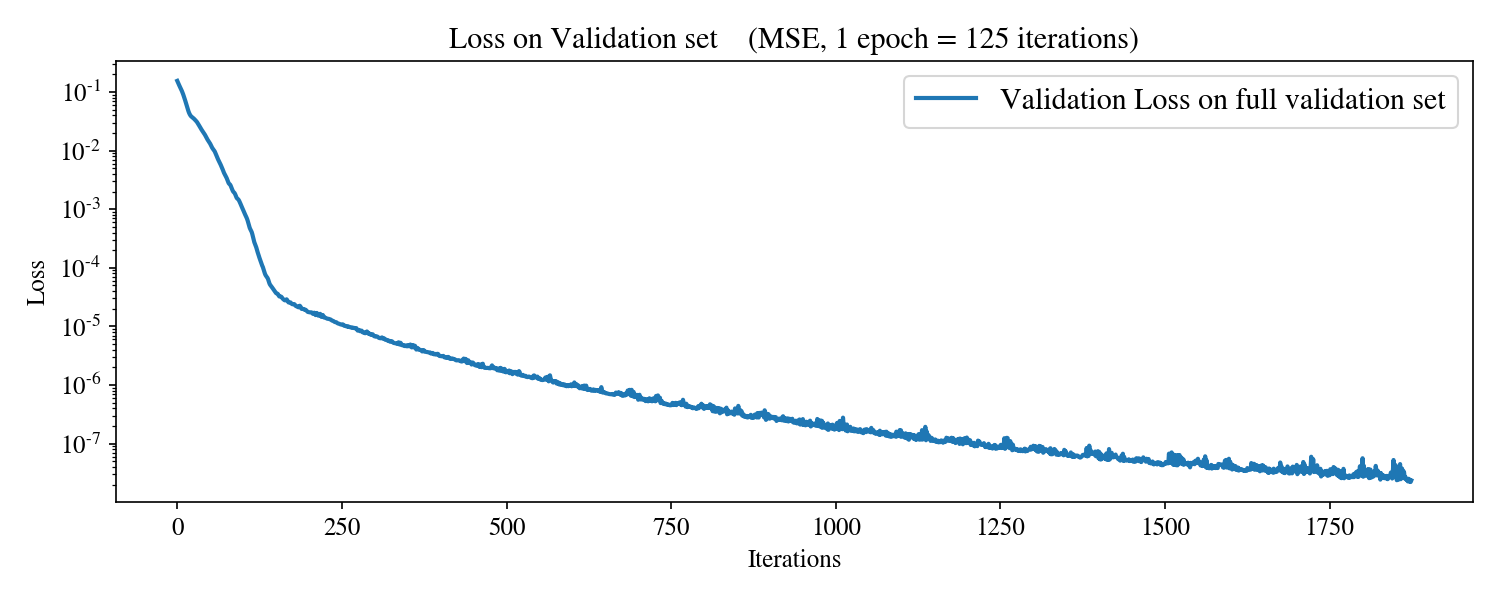 Loss on Validation set (MSE, 1 epoch = 125 iterations)
Validation Loss on full validation set
10-1
10-2
10-3
10-4
10-5
10-6
10-7
Loss
0 250 500 750 1000 1250 1500 1750
Iterations